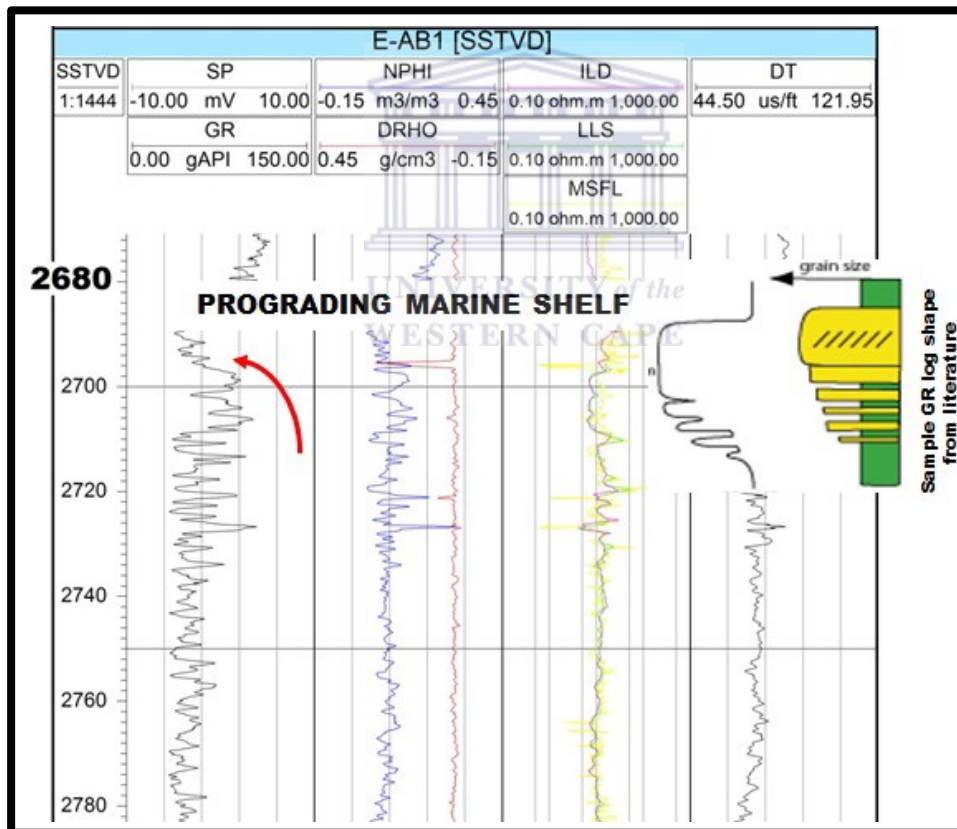 E-AB1 [SSTVD]
SSTVD
1:1444
SP
-10.00 mV 10.00
GR
0.00 gAPI 150.00
NPHI
-0.15 m3/m3 0.45
DRHO
0.45 g/cm3 -0.15
ILD
0.10 ohm.m 1,000.00
LLS
0.10 ohm.m 1,000.00
MSFL
0.10 ohm.m 1,000.00
DT
44.50 us/ft 121.95
2680
UNIVERSITY of the
PROGRADING MARINE SHELF
WESTERN CAPE
grain size
n
Sample GR log shape
from literature
2700
2720
2740
2760
2780